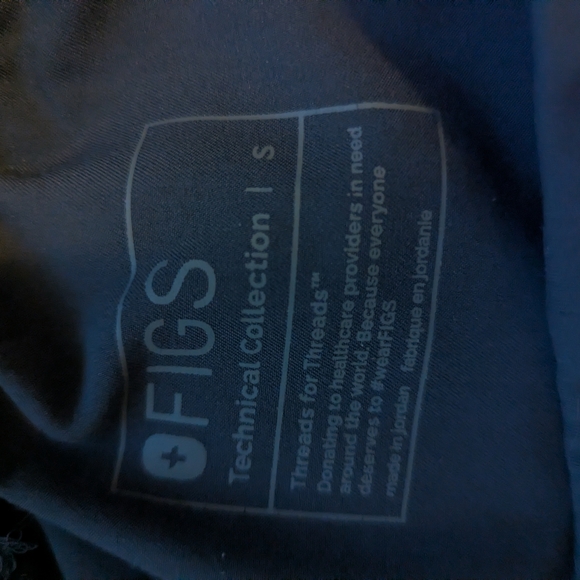 FIGS
Technical Collection | S
Threads for Threads™
Donating to healthcare providers in need
around the world. Because everyone
deserves to #wearFIGS
made in jordan fabriqué en jordanie